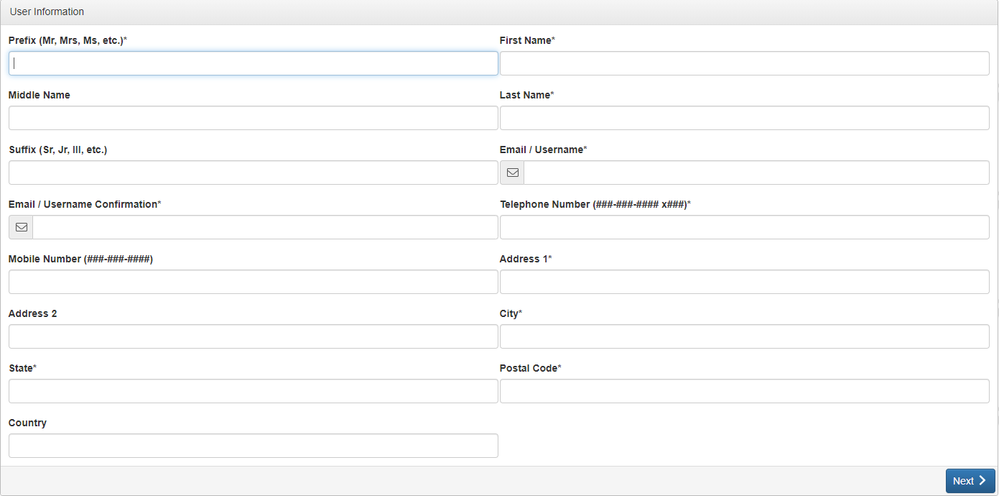 User Information
Prefix (Mr, Mrs, Ms, etc.)*
First Name*
Middle Name
Last Name*
Suffix (Sr, Jr, III, etc.)
Email / Username*
Email / Username Confirmation*
Telephone Number (###-###-#### x###)*
Mobile Number (###-###-####)
Address 1*
Address 2
City*
State*
Postal Code*
Country
Next